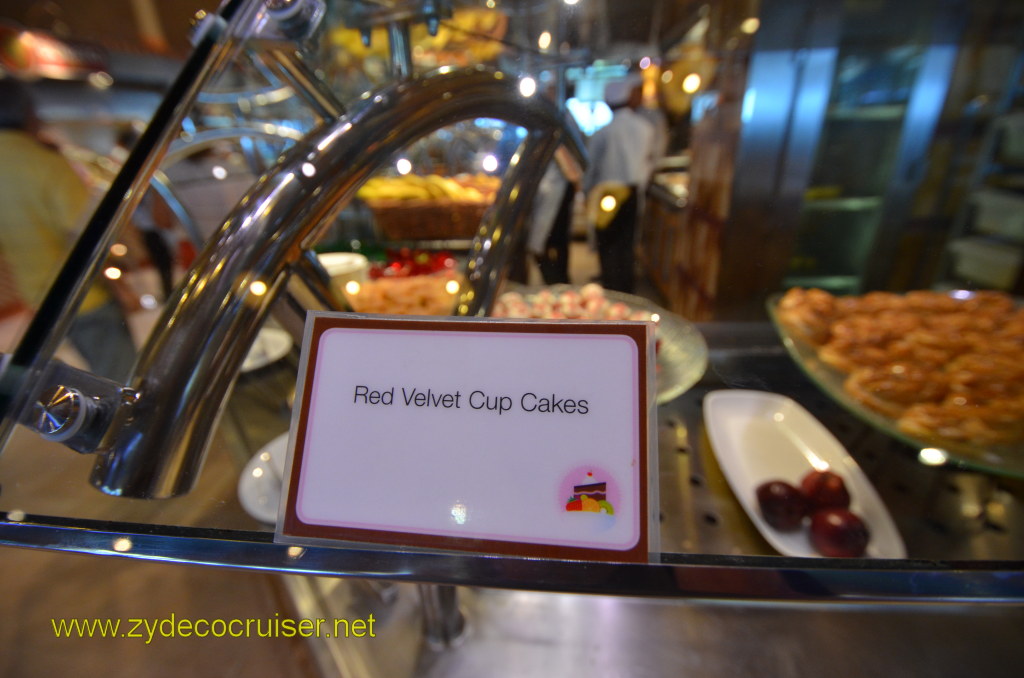 Red Velvet Cup Cakes
www.zydecocruiser.net